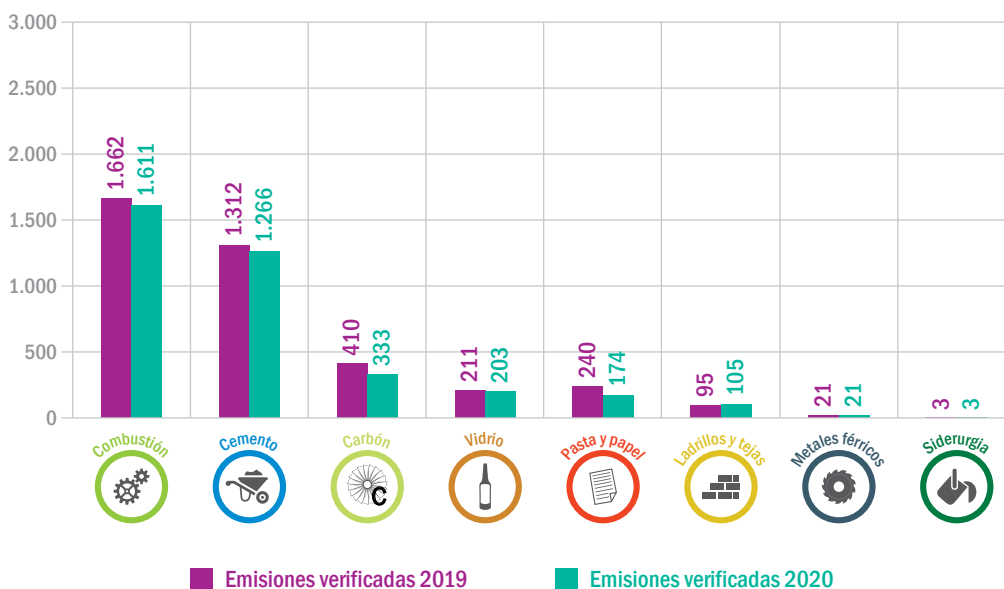 3.000
2.500
2.000
1.500
1.000
500
0
1.662
1.611
1.312
1.266
410
333
211
203
240
174
95
105
21
21
3
3
Combustión
Cemento
Carbón
Vidrio
Pasta y papel
Ladrillos y tejas
Metales férricos
Siderurgia
C
Emisiones verificadas 2019
Emisiones verificadas 2020